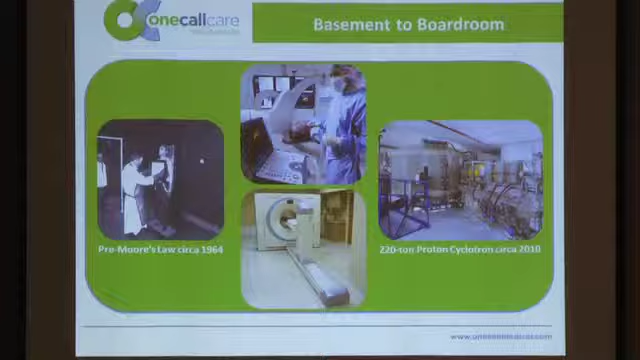 onecallcare
Basement to Boardroom
Pre-Moore's Law circa 1964
220-ton Proton Cyclotron circa 2010